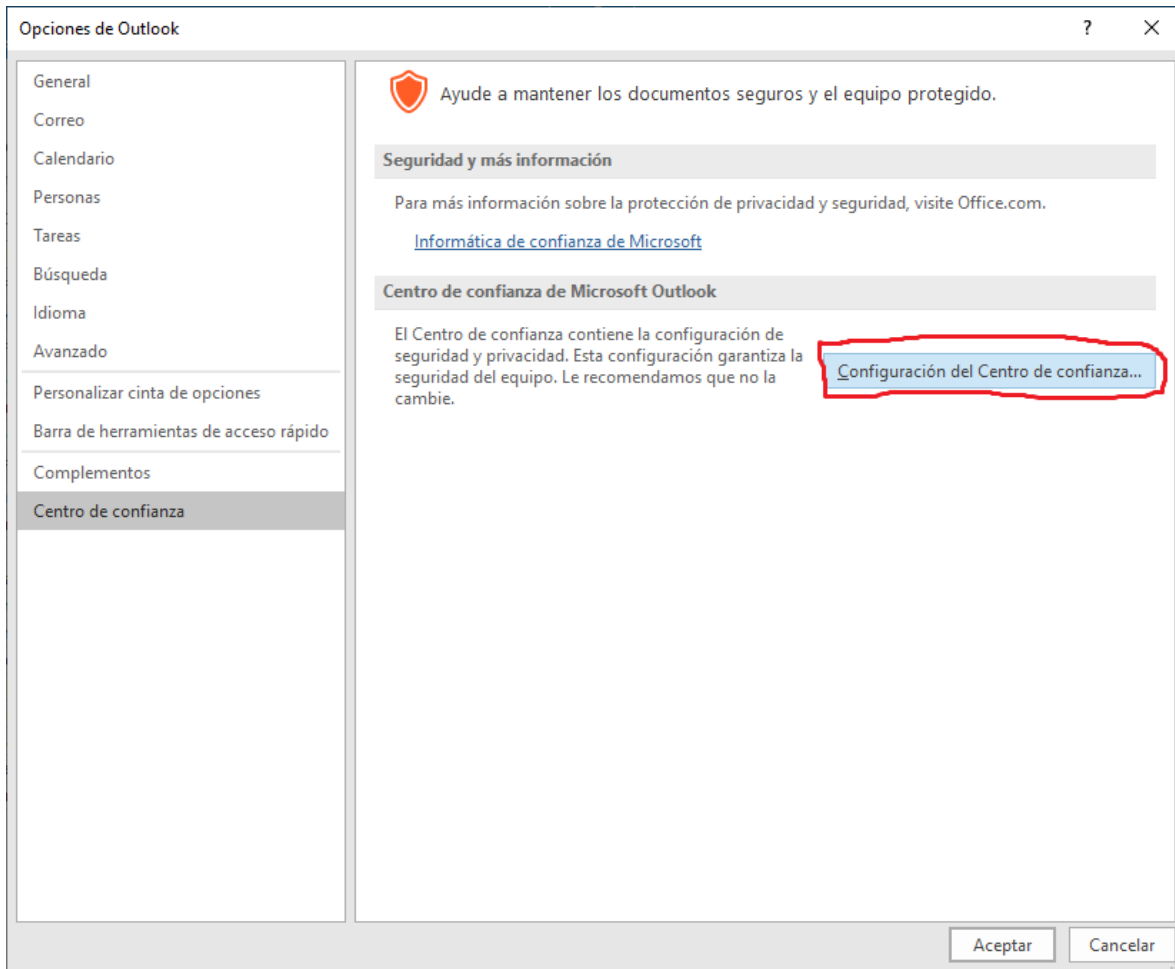 Opciones de Outlook
?
General
Correo
Calendario
Personas
Tareas
Búsqueda
Idioma
Avanzado
Personalizar cinta de opciones
Barra de herramientas de acceso rápido
Complementos
Centro de confianza
Ayude a mantener los documentos seguros y el equipo protegido.
Seguridad y más información
Para más información sobre la protección de privacidad y seguridad, visite Office.com.
Informática de confianza de Microsoft
Centro de confianza de Microsoft Outlook
El Centro de confianza contiene la configuración de
seguridad y privacidad. Esta configuración garantiza la
seguridad del equipo. Le recomendamos que no la
cambie.
Configuración del Centro de confianza...
Aceptar
Cancelar